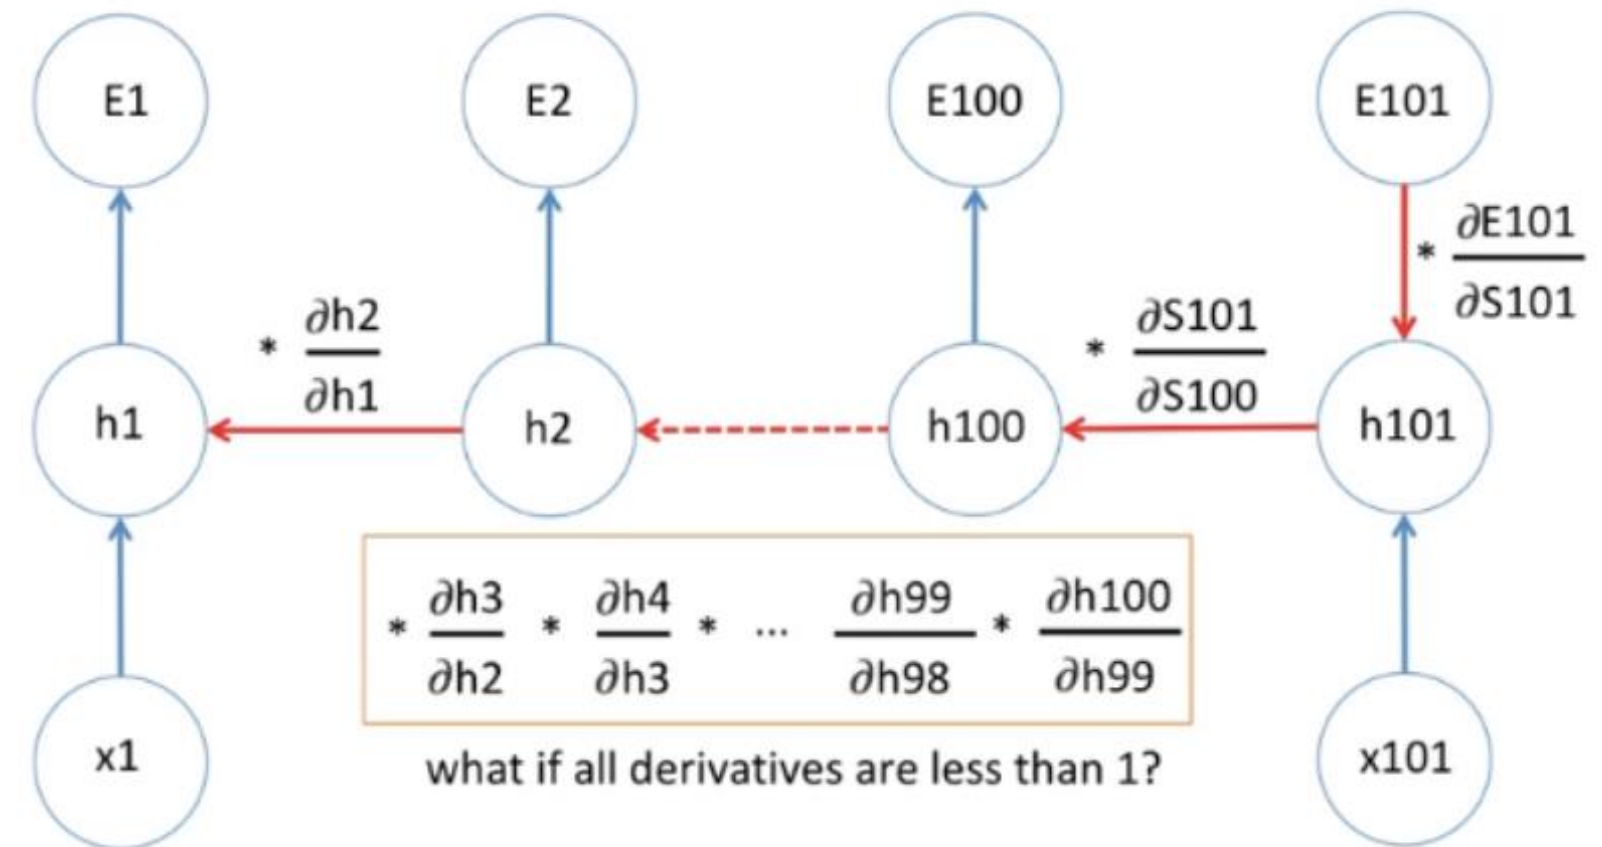 E1
E2
E100
E101
* ∂E101
∂S101
* ∂h2
∂h1
* ∂S101
∂S100
h1
h2
h100
h101
* ∂h3 * ∂h4 * ... ∂h99 * ∂h100
∂h2 ∂h3 ∂h98 ∂h99
x1
what if all derivatives are less than 1?
x101